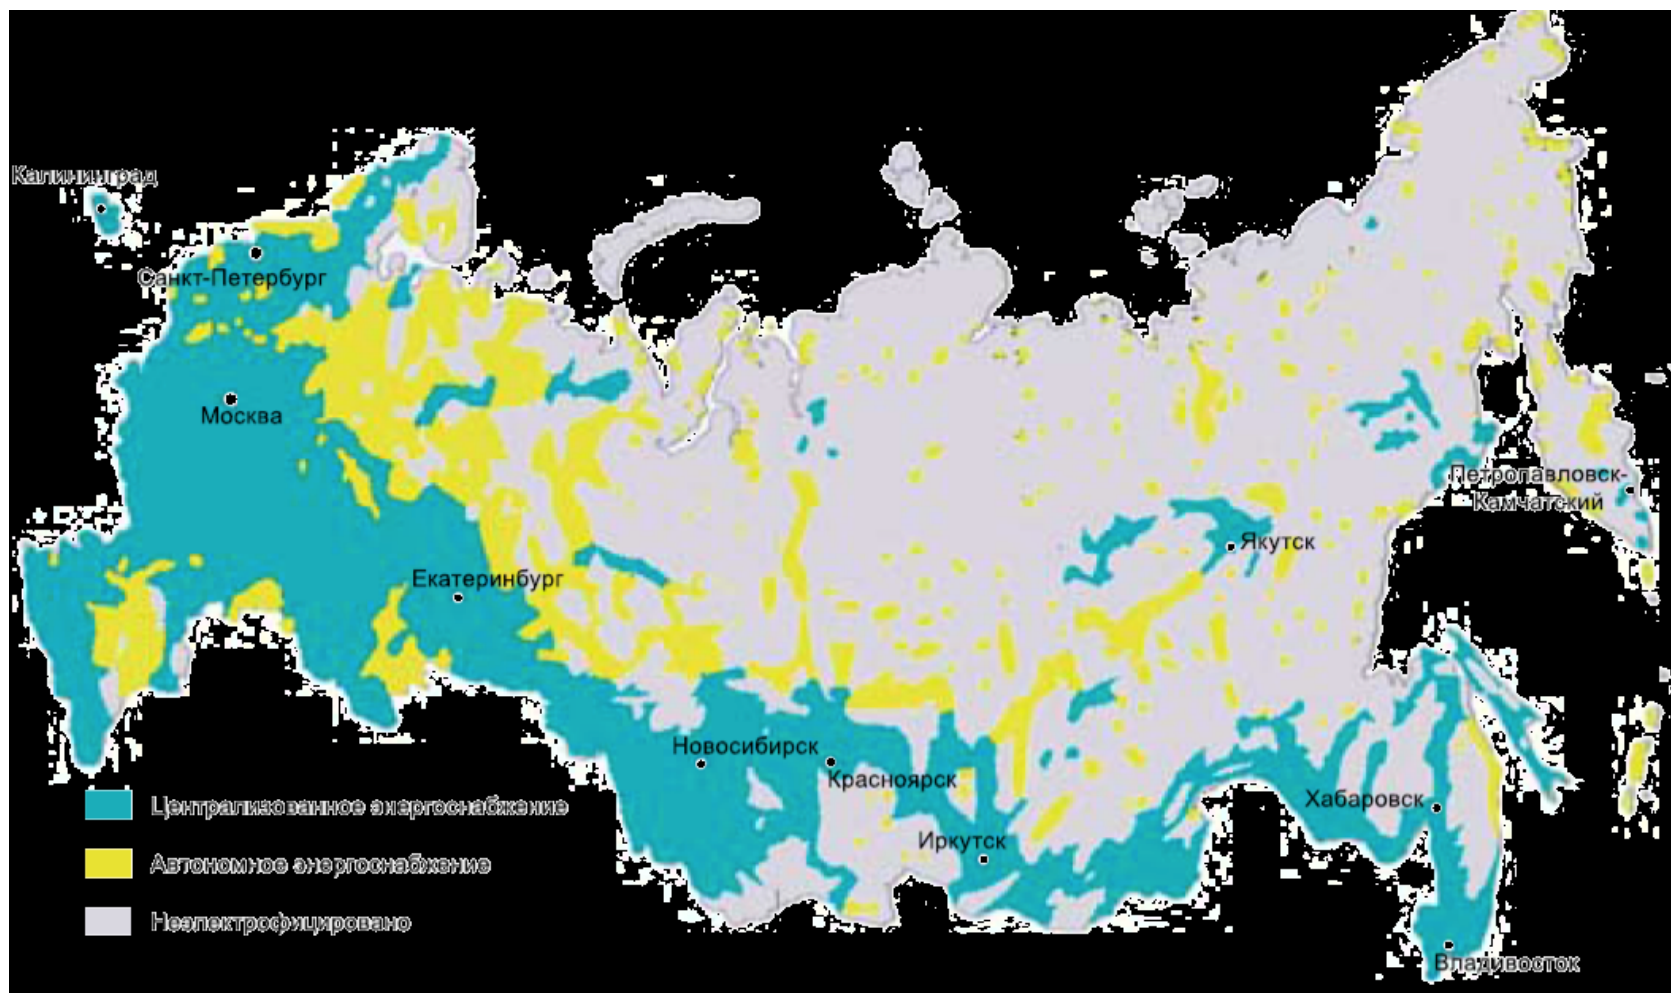 Калининград
Санкт-Петербург
Москва
Петропавловск-
Камчатский
Якутск
Екатеринбург
Новосибирск
Красноярск
Хабаровск
Иркутск
Централизованное энергоснабжение
Автономное энергоснабжение
Неэлектрофицировано
Владивосток